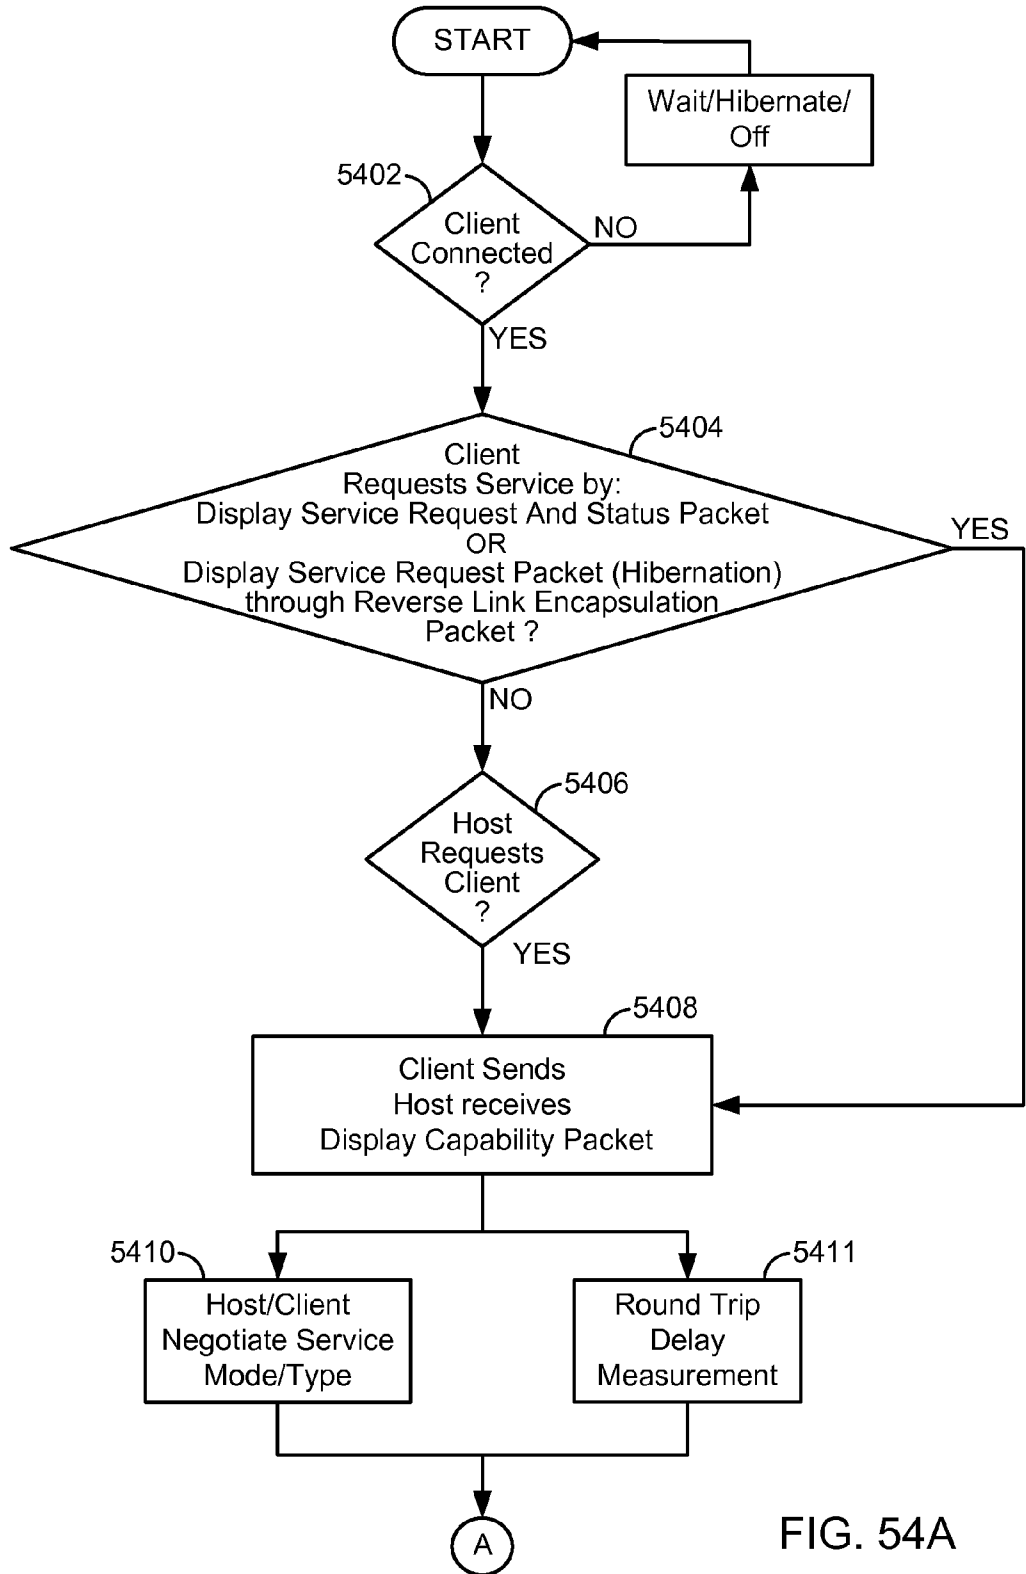 START
Wait/Hibernate/
Off
5402
Client
Connected
?
NO
YES
5404
Client
Requests Service by:
Display Service Request And Status Packet
OR
Display Service Request Packet (Hibernation)
through Reverse Link Encapsulation
Packet ?
YES
NO
5406
Host
Requests
Client
?
YES
5408
Client Sends
Host receives
Display Capability Packet
5410
Host/Client
Negotiate Service
Mode/Type
5411
Round Trip
Delay
Measurement
A
FIG. 54A